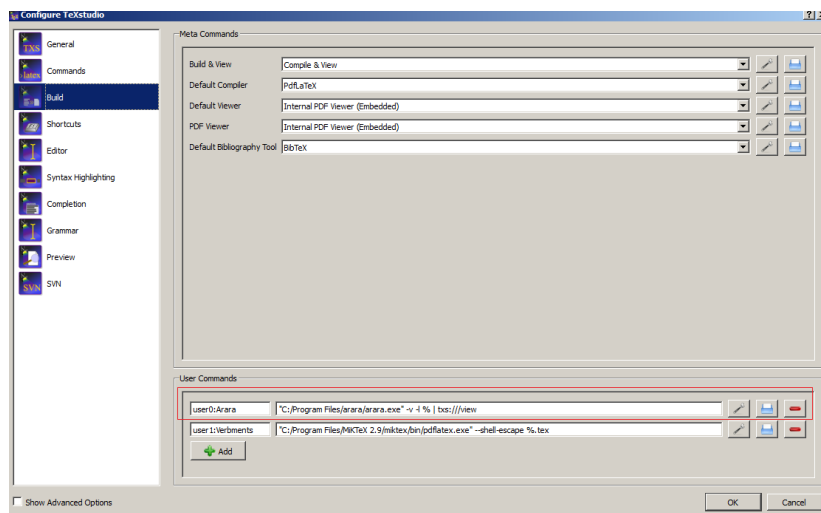 Configure TeXstudio
TXS General
latex Commands
Build
Shortcuts
Editor
Syntax Highlighting
Completion
Grammar
Preview
SVN SVN
Meta Commands
Build & View Compile & View
Default Compiler PdfLaTeX
Default Viewer Internal PDF Viewer (Embedded)
PDF Viewer Internal PDF Viewer (Embedded)
Default Bibliography Tool BibTeX
User Commands
user0:Arara "C:/Program Files/arara/arara.exe" -v -l % | txs:///view
user1:Verbments "C:/Program Files/MiKTeX 2.9/miktex/bin/pdflatex.exe" --shell-escape %.tex
Add
Show Advanced Options
OK Cancel